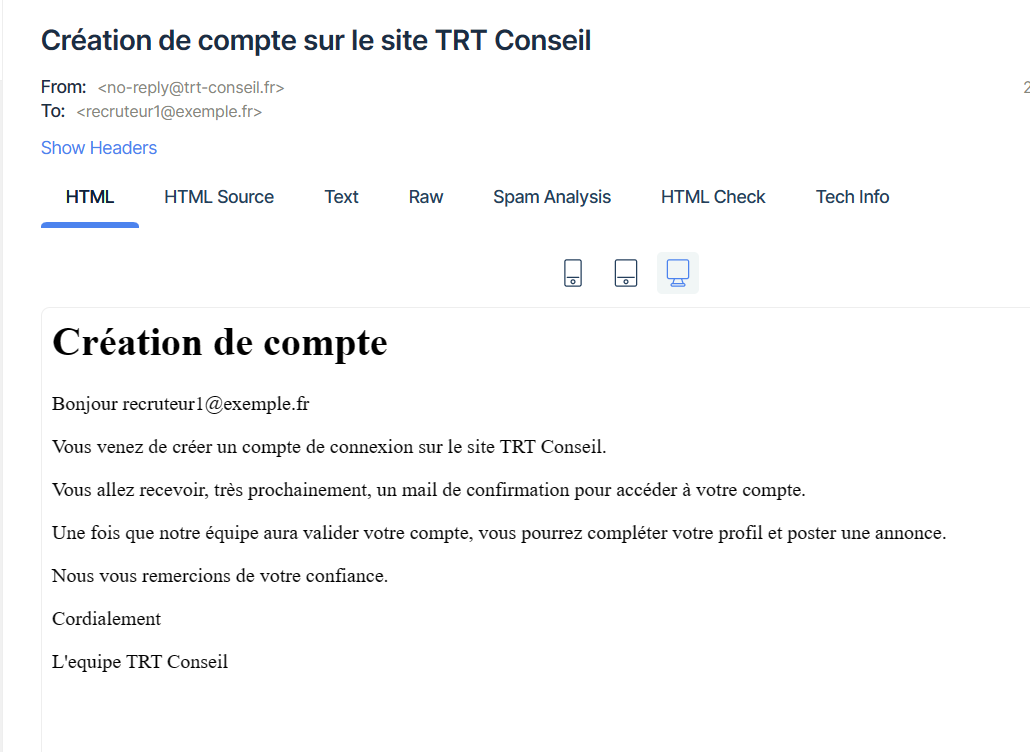 Création de compte sur le site TRT Conseil
From: <no-reply@trt-conseil.fr>
2
To: <recruteur1@exemple.fr>
Show Headers
HTML HTML Source Text Raw Spam Analysis HTML Check Tech Info
Création de compte
Bonjour recruteur1@exemple.fr
Vous venez de créer un compte de connexion sur le site TRT Conseil.
Vous allez recevoir, très prochainement, un mail de confirmation pour accéder à votre compte.
Une fois que notre équipe aura valider votre compte, vous pourrez compléter votre profil et poster une annonce.
Nous vous remercions de votre confiance.
Cordialement
L'equipe TRT Conseil